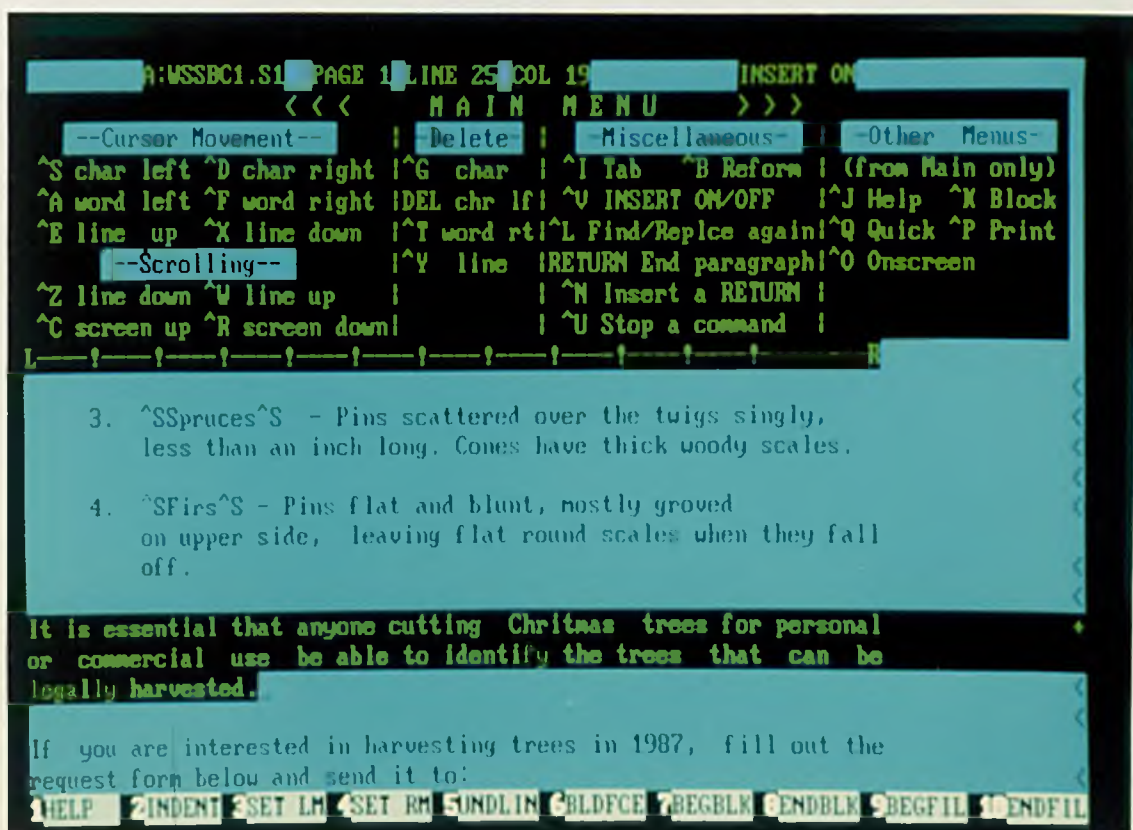 A:WSSBC1.S1 PAGE 1 LINE 25 COL 19 INSERT ON
< < < M A I N M E N U > > >
--Cursor Movement-- | -Delete- | -Miscellaneous- | -Other Menus-
^S char left ^D char right |^G char | ^I Tab ^B Reform | (from Main only)
^A word left ^F word right |DEL chr lf| ^V INSERT ON/OFF |^J Help ^K Block
^E line up ^X line down |^T word rt|^L Find/Replce again|^Q Quick ^P Print
--Scrolling-- |^Y line |RETURN End paragraph|^O Onscreen
^Z line down ^W line up | | ^N Insert a RETURN |
^C screen up ^R screen down| | ^U Stop a command |
L----!----!----!----!----!----!----!----!----!----!--------R
3. ^SSpruces^S - Pins scattered over the twigs singly,
less than an inch long. Cones have thick woody scales.
4. ^SFirs^S - Pins flat and blunt, mostly groved
on upper side, leaving flat round scales when they fall
off.
It is essential that anyone cutting Chritmas trees for personal
or commercial use be able to identify the trees that can be
legally harvested.
If you are interested in harvesting trees in 1987, fill out the
request form below and send it to:
1HELP 2INDENT 3SET LM 4SET RM 5UNDLIN 6BLDFCE 7BEGBLK 8ENDBLK 9BEGFIL 10ENDFIL